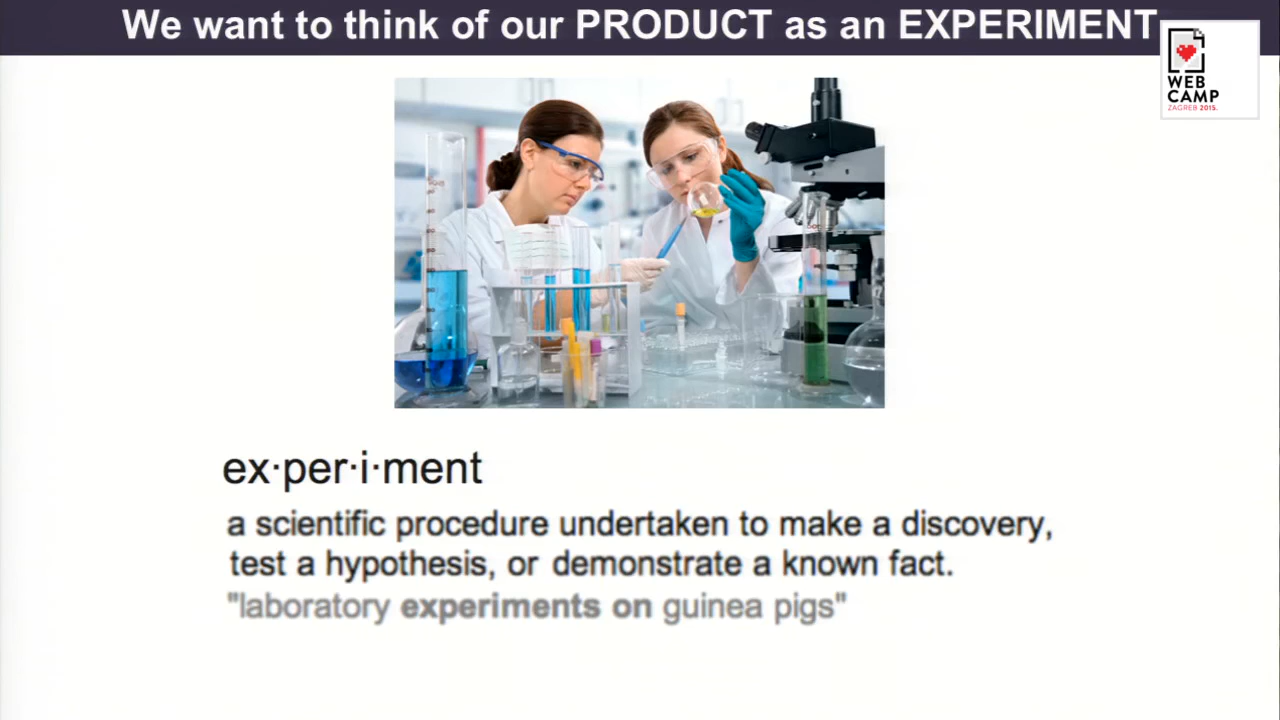 We want to think of our PRODUCT as an EXPERIMENT
WEB
CAMP
ZAGREB 2015.
ex·per·i·ment
a scientific procedure undertaken to make a discovery,
test a hypothesis, or demonstrate a known fact.
"laboratory experiments on guinea pigs"